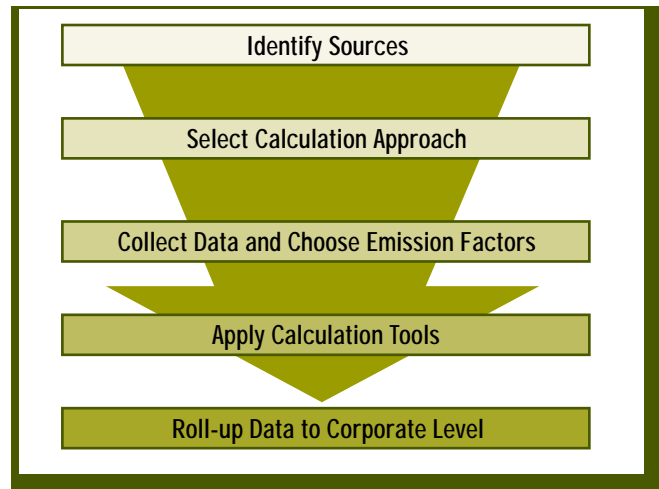 Identify Sources
Select Calculation Approach
Collect Data and Choose Emission Factors
Apply Calculation Tools
Roll-up Data to Corporate Level